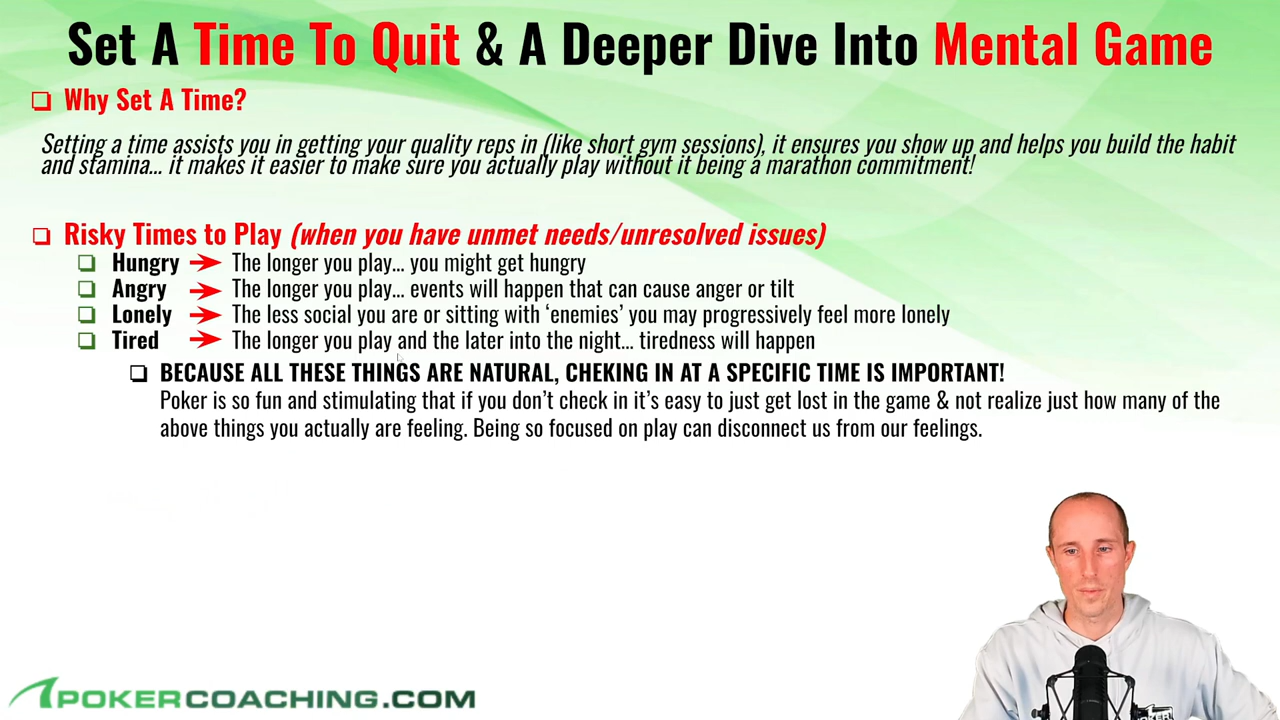 Set A Time To Quit & A Deeper Dive Into Mental Game
Why Set A Time?
Setting a time assists you in getting your quality reps in (like short gym sessions), it ensures you show up and helps you build the habit
and stamina... it makes it easier to make sure you actually play without it being a marathon commitment!
Risky Times to Play (when you have unmet needs/unresolved issues)
Hungry The longer you play... you might get hungry
Angry The longer you play... events will happen that can cause anger or tilt
Lonely The less social you are or sitting with ‘enemies’ you may progressively feel more lonely
Tired The longer you play and the later into the night... tiredness will happen
BECAUSE ALL THESE THINGS ARE NATURAL, CHEKING IN AT A SPECIFIC TIME IS IMPORTANT!
Poker is so fun and stimulating that if you don’t check in it’s easy to just get lost in the game & not realize just how many of the
above things you actually are feeling. Being so focused on play can disconnect us from our feelings.
POKERCOACHING.COM